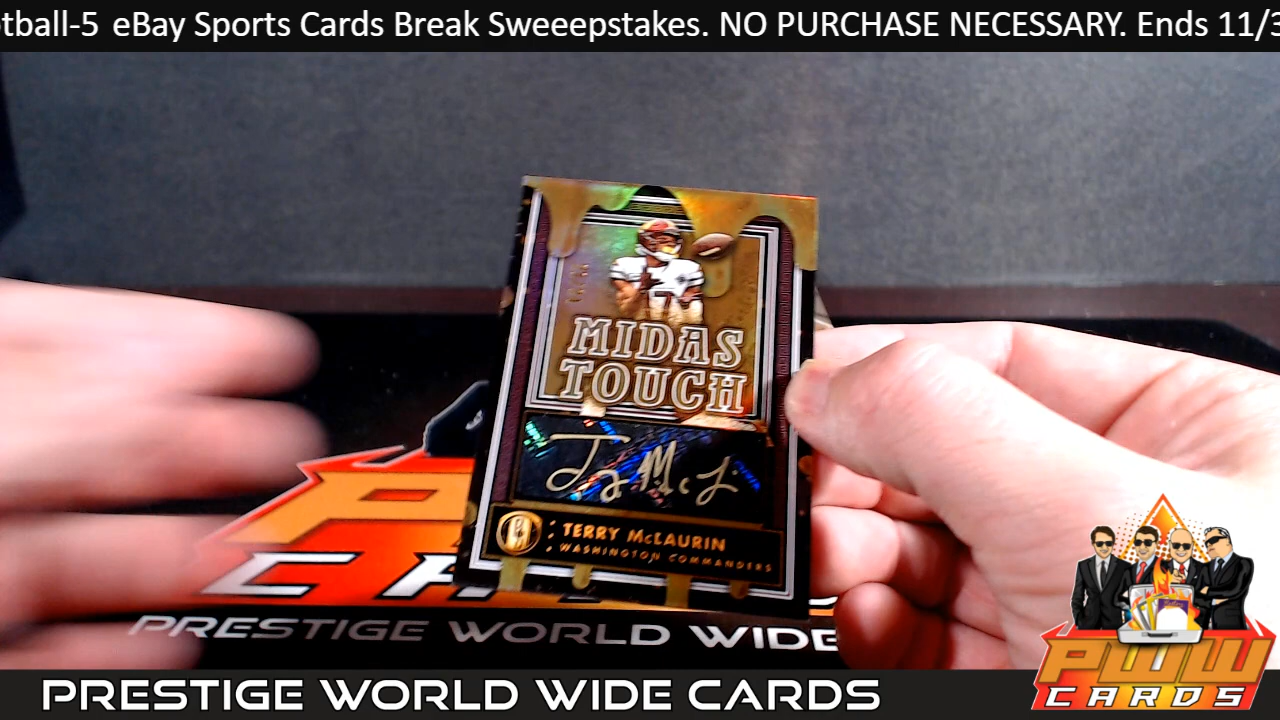 otball-5 eBay Sports Cards Break Sweeepstakes. NO PURCHASE NECESSARY. Ends 11/3
MIDAS
TOUCH
TERRY McLAURIN
WASHINGTON COMMANDERS
PRESTIGE WORLD WIDE
PRESTIGE WORLD WIDE CARDS
PWW
CARDS